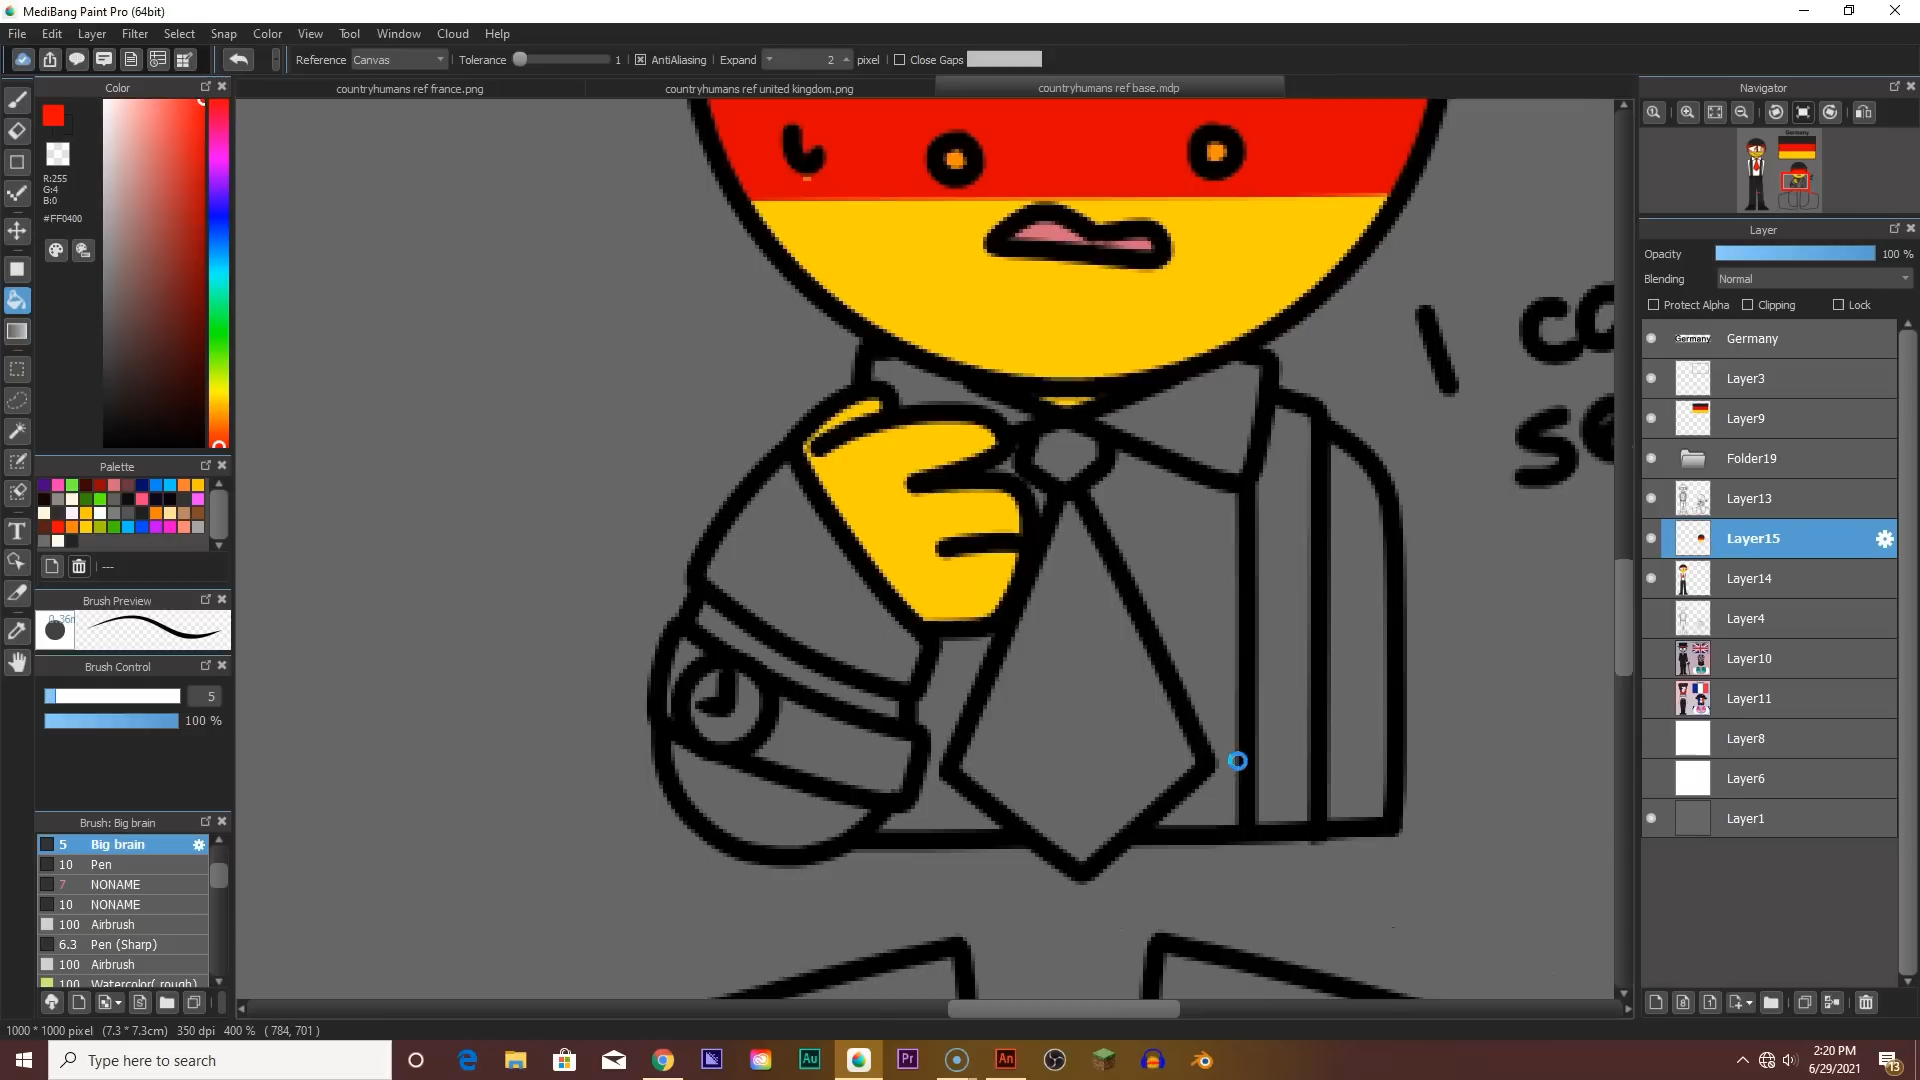 MediBang Paint Pro (64bit)
File Edit Layer Filter Select Snap Color View Tool Window Cloud Help
Reference Canvas Tolerance 1 AntiAliasing Expand 2 pixel Close Gaps
Color
countryhumans ref france.png countryhumans ref united kingdom.png countryhumans ref base.mdp
Navigator
R:255
G:4
B:0
#FF0400
Germany
Layer
Opacity 100 %
Blending Normal
Protect Alpha Clipping Lock
Germany Germany
Layer3
Layer9
Folder19
Layer13
Layer15
Layer14
Layer4
Layer10
Layer11
Layer8
Layer6
Layer1
Palette
---
Brush Preview
Brush Control
5
100 %
Brush: Big brain
5 Big brain
10 Pen
7 NONAME
10 NONAME
100 Airbrush
6.3 Pen (Sharp)
100 Airbrush
100 Watercolor( rough)
T
1000 * 1000 pixel (7.3 * 7.3cm) 350 dpi 400 % ( 784, 701 )
Type here to search
Au Pr An
2:20 PM
6/29/2021
13